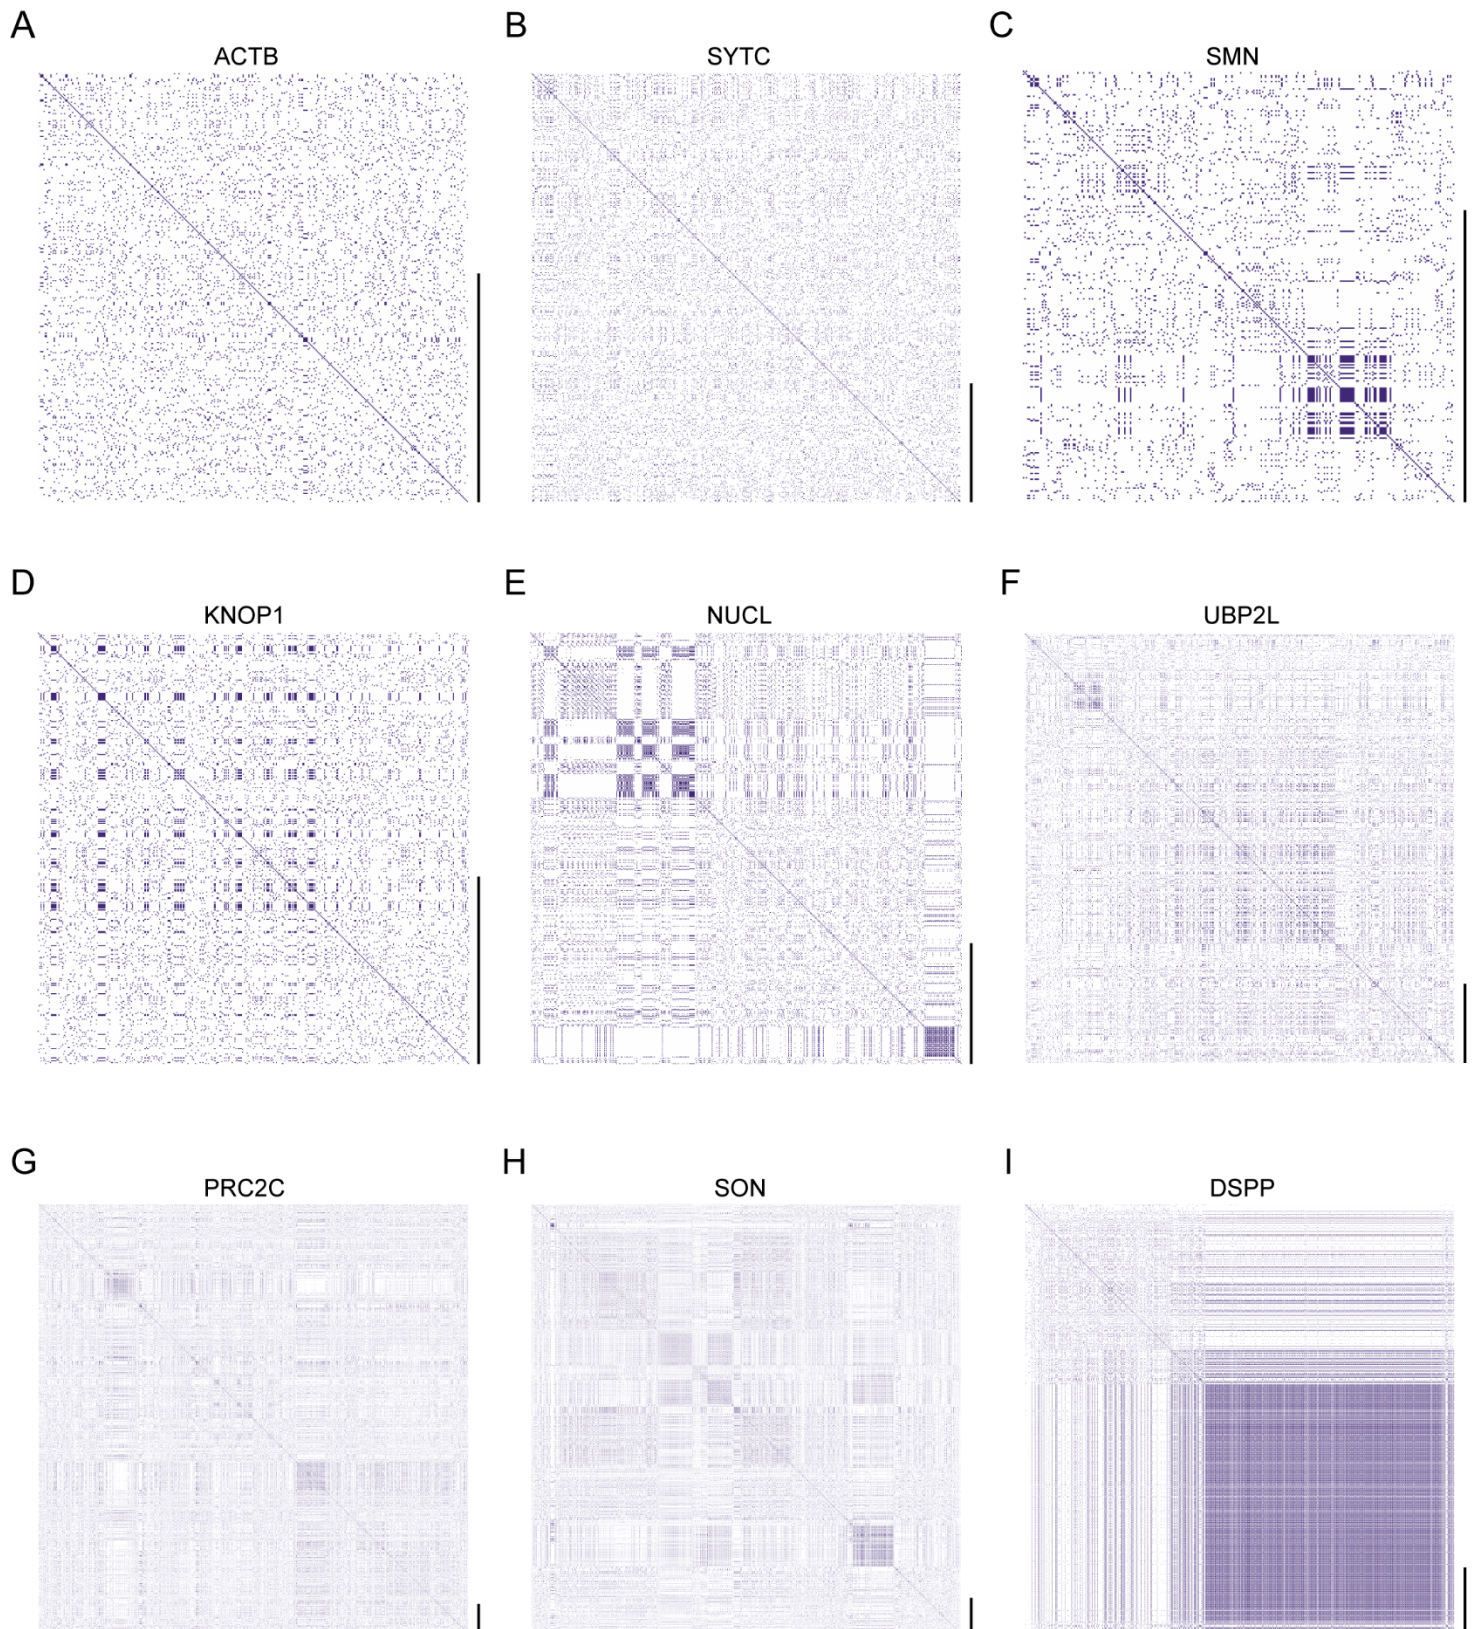 A
ACTB
B
SYTC
C
SMN
D
KNOP1
E
NUCL
F
UBP2L
G
PRC2C
H
SON
I
DSPP